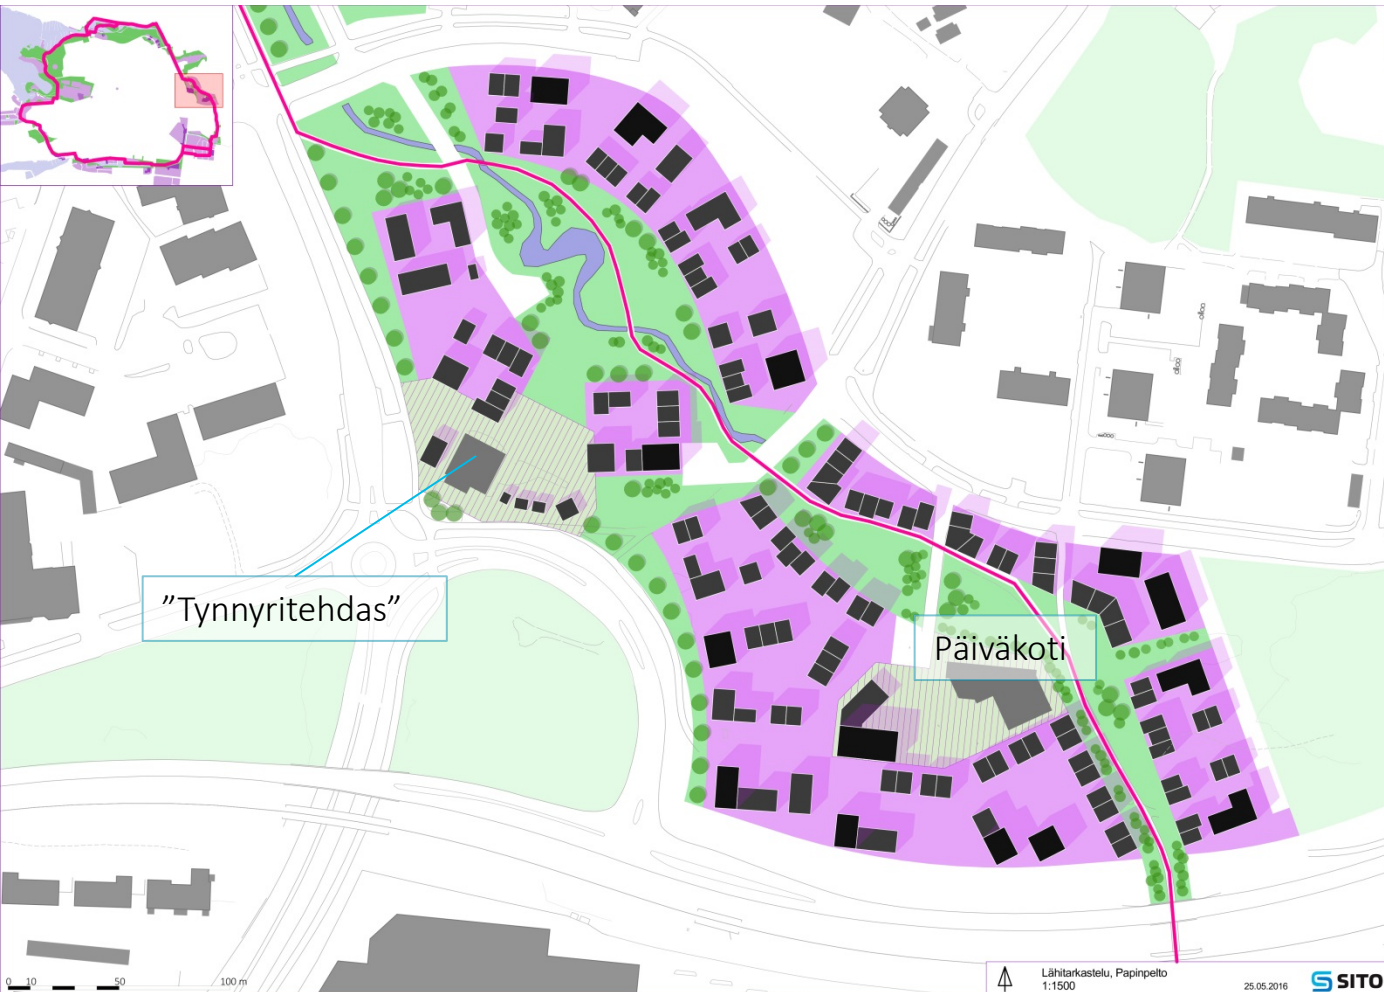 "Tynnyritehdas"
Päiväkoti
0 10 50 100 m
Lähitarkastelu, Papinpelto
1:1500
25.05.2016
SITO